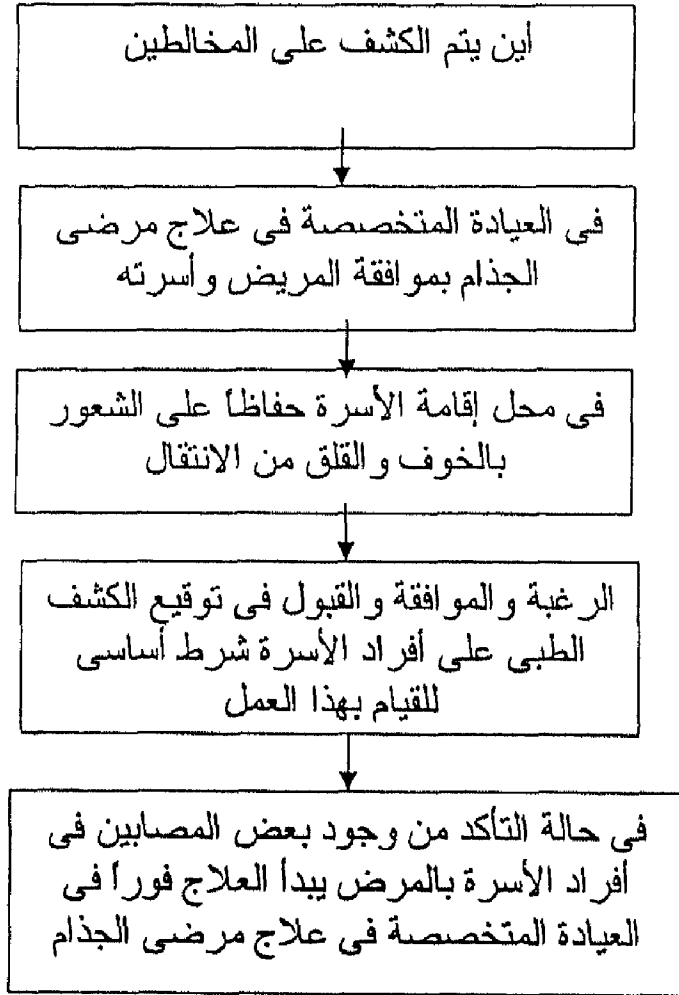 أين يتم الكشف على المخالطين
فى العيادة المتخصصة فى علاج مرضى
الجذام بموافقة المريض وأسرته
فى محل إقامة الأسرة حفاظاً على الشعور
بالخوف والقلق من الانتقال
الرغبة والموافقة والقبول فى توقيع الكشف
الطبى على أفراد الأسرة شرط أساسى
للقيام بهذا العمل
فى حالة التأكد من وجود بعض المصابين فى
أفراد الأسرة بالمرض يبدأ العلاج فوراً فى
العيادة المتخصصة فى علاج مرضى الجذام